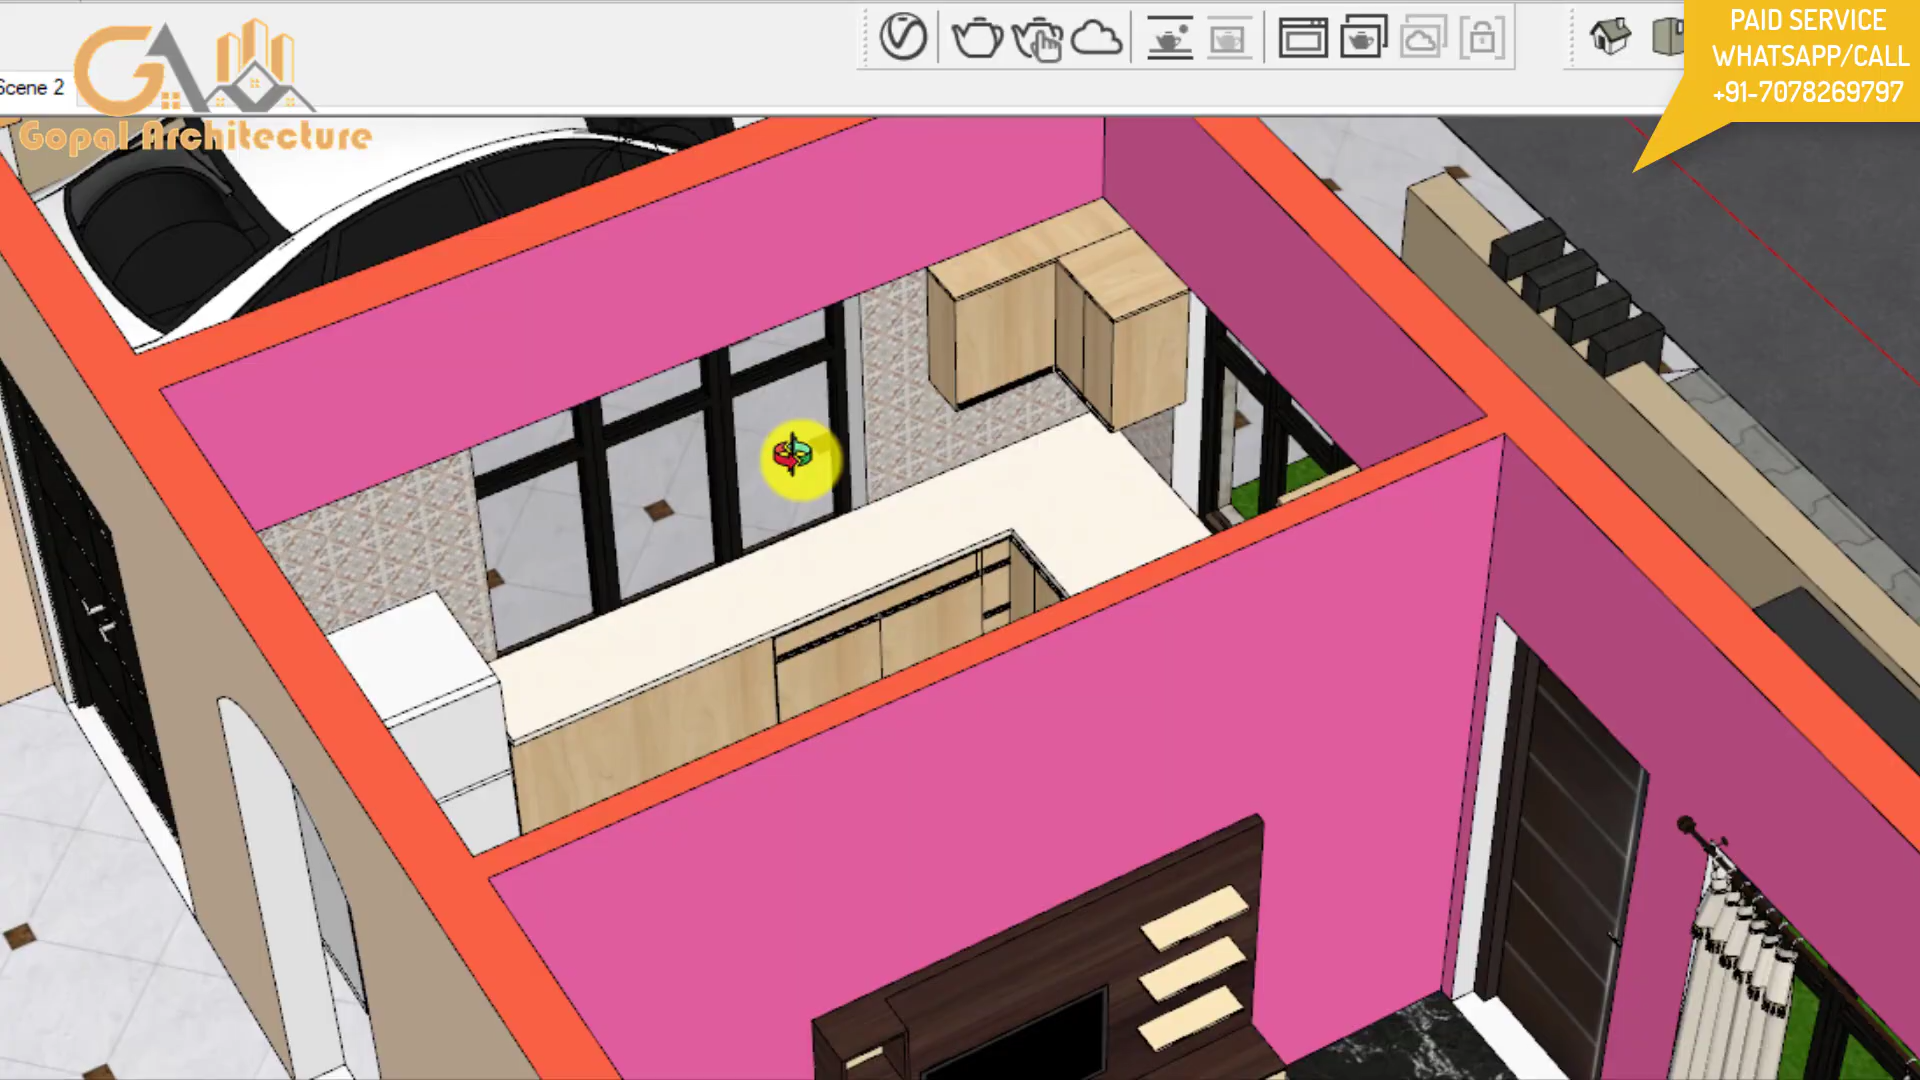 PAID SERVICE
WHATSAPP/CALL
+91-7078269797
Scene 2
Gopal Architecture